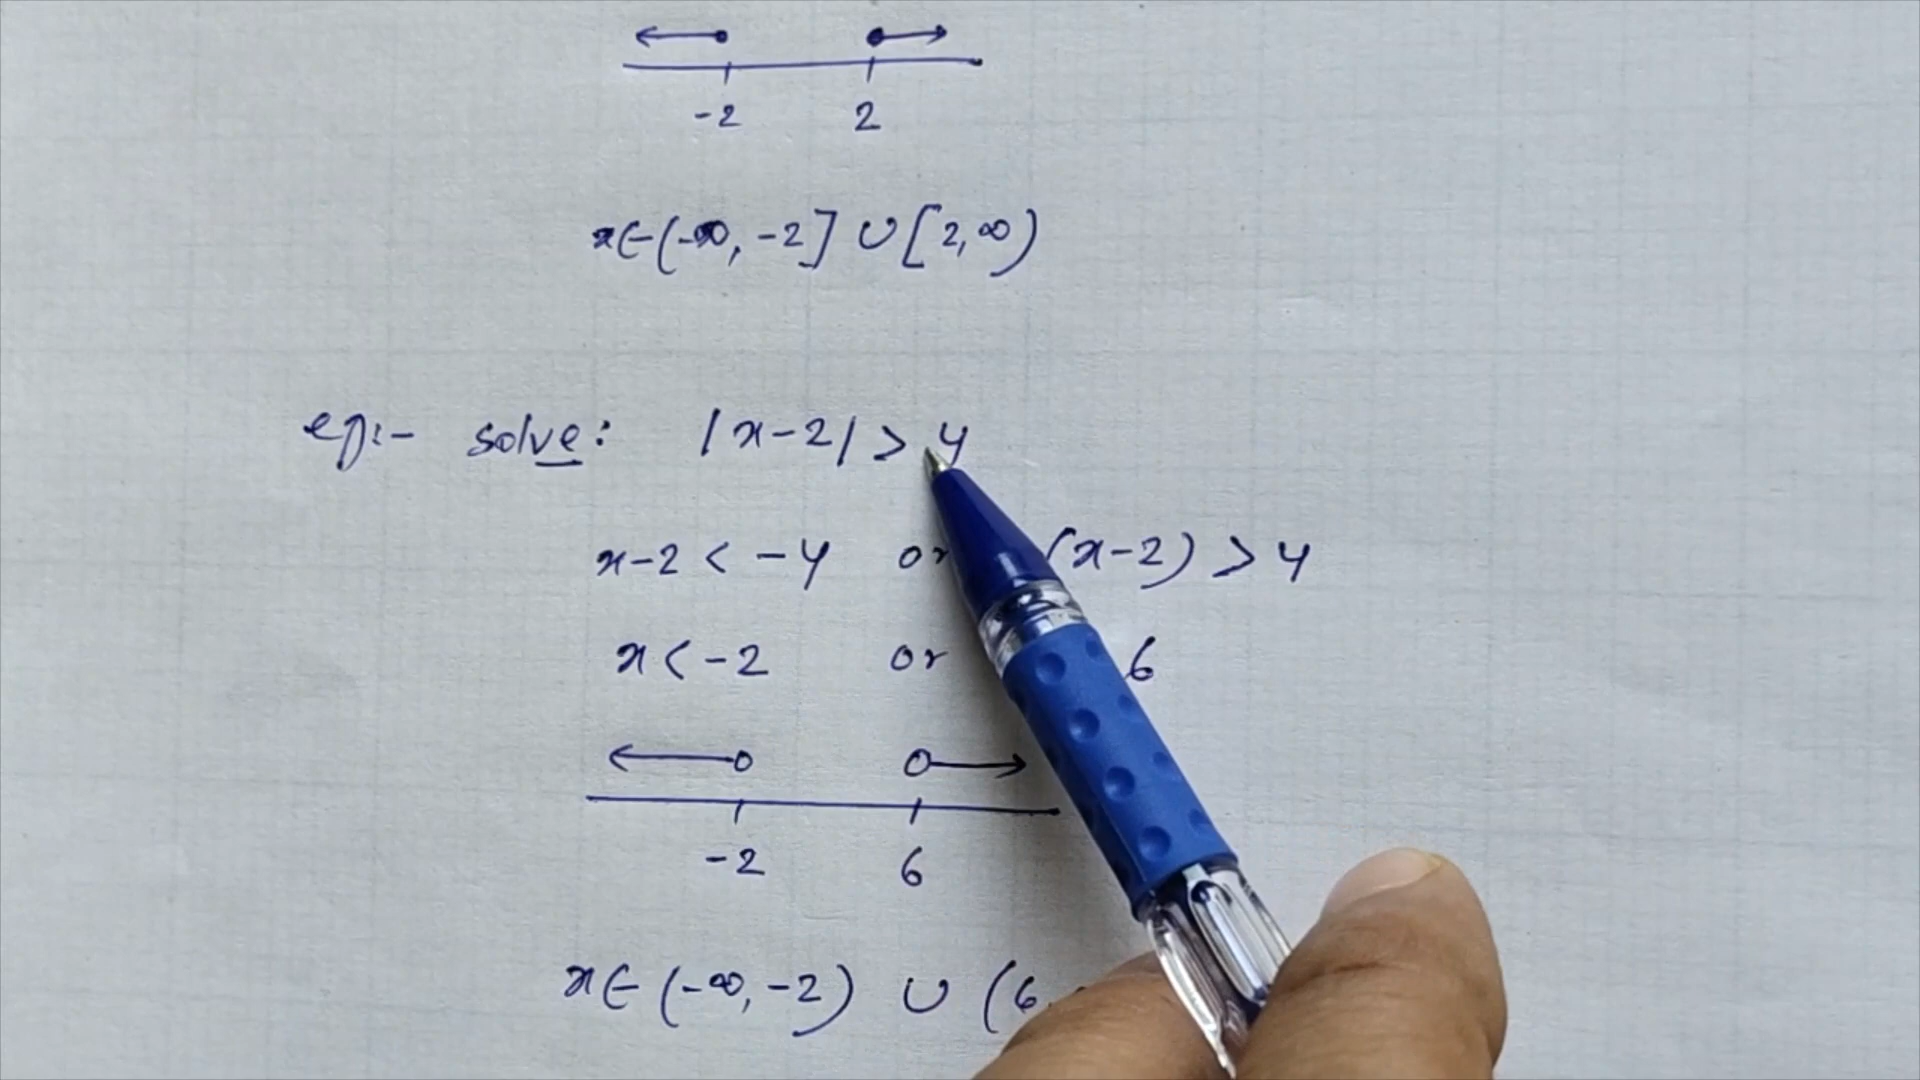 -2 2
x∈(-∞, -2] ∪ [2,∞)
eg:- solve: |x-2| > 4
x-2 < -4 or (x-2) > 4
x < -2 or 6
-2 6
x∈ (-∞, -2) ∪ (6,